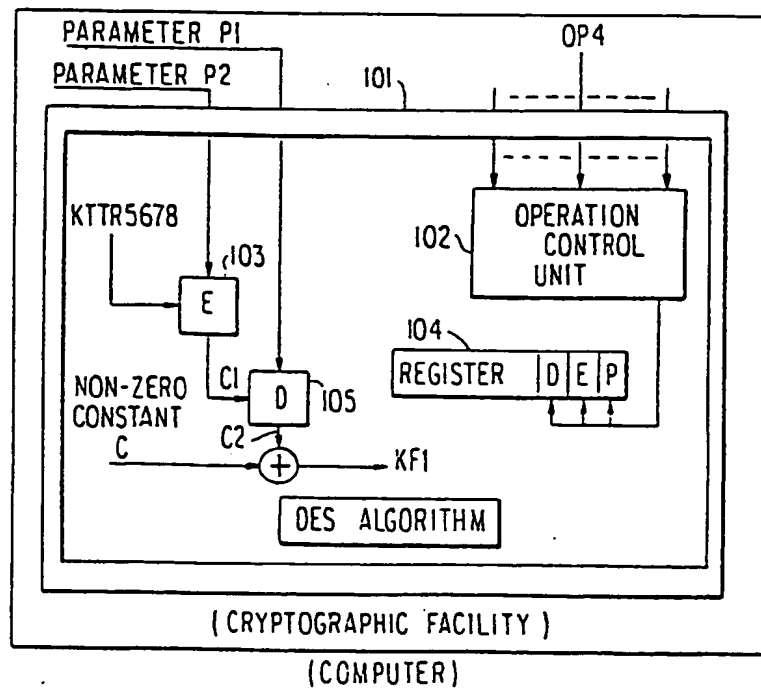 PARAMETER P1
OP4
PARAMETER P2
101
KTTR5678
103
E
102
OPERATION
CONTROL
UNIT
104
REGISTER D E P
C1
D
105
NON-ZERO
CONSTANT
C
C2
+
KF1
DES ALGORITHM
(CRYPTOGRAPHIC FACILITY)
(COMPUTER)